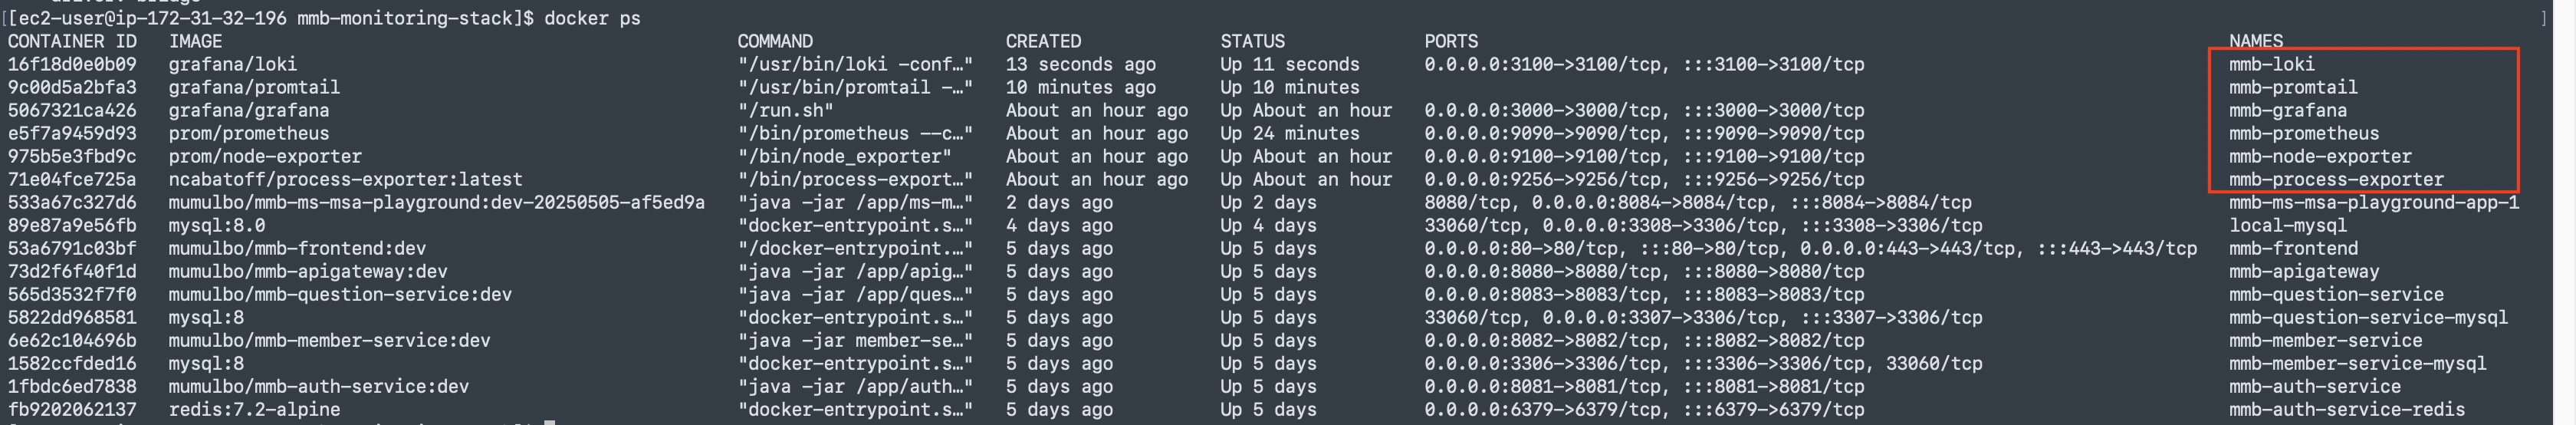 [[ec2-user@ip-172-31-32-196 mmb-monitoring-stack]$ docker ps ]
CONTAINER ID IMAGE COMMAND CREATED STATUS PORTS NAMES
16f18d0e0b09 grafana/loki "/usr/bin/loki -conf…" 13 seconds ago Up 11 seconds 0.0.0.0:3100->3100/tcp, :::3100->3100/tcp mmb-loki
9c00d5a2bfa3 grafana/promtail "/usr/bin/promtail -…" 10 minutes ago Up 10 minutes mmb-promtail
5067321ca426 grafana/grafana "/run.sh" About an hour ago Up About an hour 0.0.0.0:3000->3000/tcp, :::3000->3000/tcp mmb-grafana
e5f7a9459d93 prom/prometheus "/bin/prometheus --c…" About an hour ago Up 24 minutes 0.0.0.0:9090->9090/tcp, :::9090->9090/tcp mmb-prometheus
975b5e3fbd9c prom/node-exporter "/bin/node_exporter" About an hour ago Up About an hour 0.0.0.0:9100->9100/tcp, :::9100->9100/tcp mmb-node-exporter
71e04fce725a ncabatoff/process-exporter:latest "/bin/process-export…" About an hour ago Up About an hour 0.0.0.0:9256->9256/tcp, :::9256->9256/tcp mmb-process-exporter
533a67c327d6 mumulbo/mmb-ms-msa-playground:dev-20250505-af5ed9a "java -jar /app/ms-m…" 2 days ago Up 2 days 8080/tcp, 0.0.0.0:8084->8084/tcp, :::8084->8084/tcp mmb-ms-msa-playground-app-1
89e87a9e56fb mysql:8.0 "docker-entrypoint.s…" 4 days ago Up 4 days 33060/tcp, 0.0.0.0:3308->3306/tcp, :::3308->3306/tcp local-mysql
53a6791c03bf mumulbo/mmb-frontend:dev "/docker-entrypoint.…" 5 days ago Up 5 days 0.0.0.0:80->80/tcp, :::80->80/tcp, 0.0.0.0:443->443/tcp, :::443->443/tcp mmb-frontend
73d2f6f40f1d mumulbo/mmb-apigateway:dev "java -jar /app/apig…" 5 days ago Up 5 days 0.0.0.0:8080->8080/tcp, :::8080->8080/tcp mmb-apigateway
565d3532f7f0 mumulbo/mmb-question-service:dev "java -jar /app/ques…" 5 days ago Up 5 days 0.0.0.0:8083->8083/tcp, :::8083->8083/tcp mmb-question-service
5822dd968581 mysql:8 "docker-entrypoint.s…" 5 days ago Up 5 days 33060/tcp, 0.0.0.0:3307->3306/tcp, :::3307->3306/tcp mmb-question-service-mysql
6e62c104696b mumulbo/mmb-member-service:dev "java -jar member-se…" 5 days ago Up 5 days 0.0.0.0:8082->8082/tcp, :::8082->8082/tcp mmb-member-service
1582ccfded16 mysql:8 "docker-entrypoint.s…" 5 days ago Up 5 days 0.0.0.0:3306->3306/tcp, :::3306->3306/tcp, 33060/tcp mmb-member-service-mysql
1fbdc6ed7838 mumulbo/mmb-auth-service:dev "java -jar /app/auth…" 5 days ago Up 5 days 0.0.0.0:8081->8081/tcp, :::8081->8081/tcp mmb-auth-service
fb9202062137 redis:7.2-alpine "docker-entrypoint.s…" 5 days ago Up 5 days 0.0.0.0:6379->6379/tcp, :::6379->6379/tcp mmb-auth-service-redis